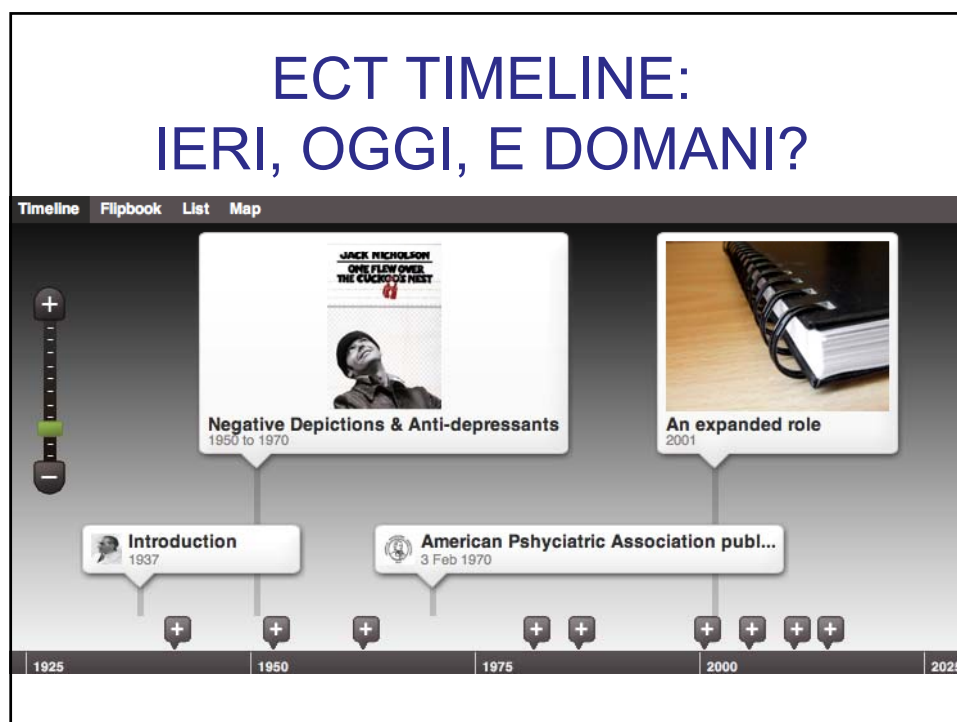 ECT TIMELINE:
IERI, OGGI, E DOMANI?
Timeline Flipbook List Map
JACK NICHOLSON
ONE FLEW OVER
THE CUCKOO'S NEST
Negative Depictions & Anti-depressants
1950 to 1970
An expanded role
2001
Introduction
1937
American Pshyciatric Association publ...
3 Feb 1970
1925 1950 1975 2000 2025